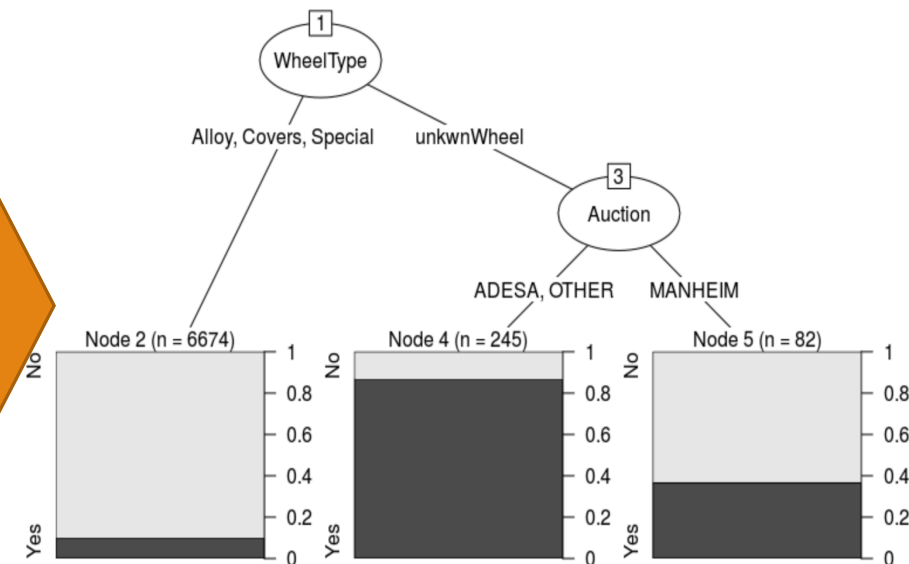 1
WheelType
Alloy, Covers, Special
unkwnWheel
3
Auction
ADESA, OTHER
MANHEIM
Node 2 (n = 6674)
No
Yes
1
0.8
0.6
0.4
0.2
0
Node 4 (n = 245)
No
Yes
1
0.8
0.6
0.4
0.2
0
Node 5 (n = 82)
No
Yes
1
0.8
0.6
0.4
0.2
0